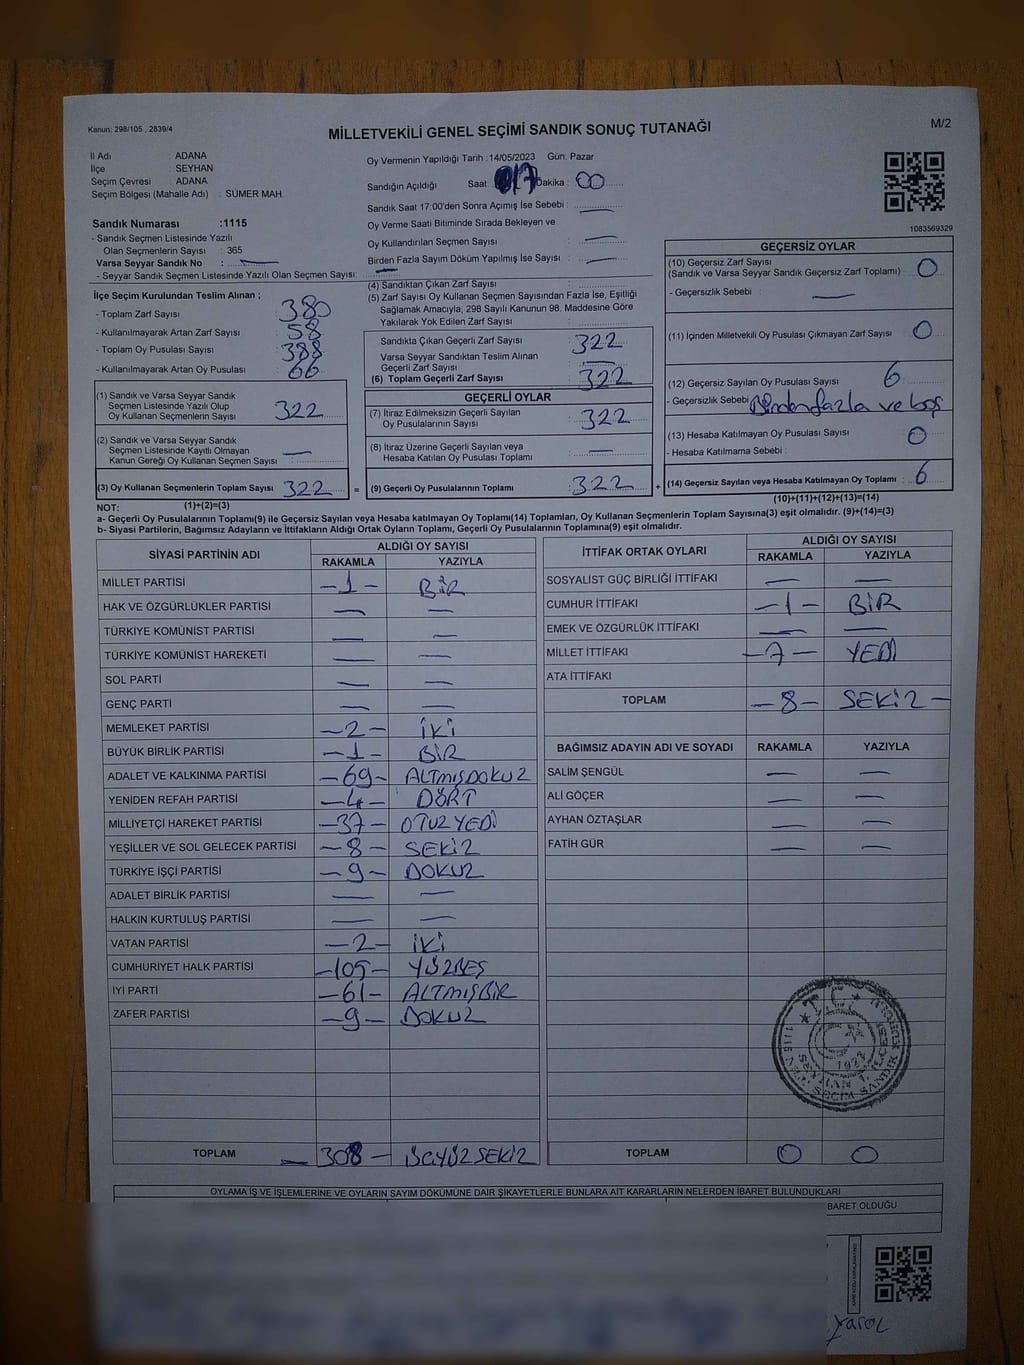 Kanun: 298/105 , 2839/4
MİLLETVEKİLİ GENEL SEÇİMİ SANDIK SONUÇ TUTANAĞI
M/2
İl Adı : ADANA
İlçe : SEYHAN
Seçim Çevresi : ADANA
Seçim Bölgesi (Mahalle Adı) : SÜMER MAH.
Oy Vermenin Yapıldığı Tarih : 14/05/2023 Gün: Pazar
Sandığın Açıldığı Saat: 17 Dakika : 00
Sandık Saat 17:00'den Sonra Açılmış İse Sebebi : —
Oy Verme Saati Bitiminde Sırada Bekleyen ve
Oy Kullandırılan Seçmen Sayısı : —
Birden Fazla Sayım Döküm Yapılmış İse Sayısı : —
1083569329
Sandık Numarası : 1115
- Sandık Seçmen Listesinde Yazılı
Olan Seçmenlerin Sayısı : 365
Varsa Seyyar Sandık No : —
- Seyyar Sandık Seçmen Listesinde Yazılı Olan Seçmen Sayısı: —
İlçe Seçim Kurulundan Teslim Alınan ;
- Toplam Zarf Sayısı : 380
- Kullanılmayarak Artan Zarf Sayısı : 58
- Toplam Oy Pusulası Sayısı : 388
- Kullanılmayarak Artan Oy Pusulası : 66
(1) Sandık ve Varsa Seyyar Sandık
Seçmen Listesinde Yazılı Olup
Oy Kullanan Seçmenlerin Sayısı : 322
(2) Sandık ve Varsa Seyyar Sandık
Seçmen Listesinde Kayıtlı Olmayan
Kanun Gereği Oy Kullanan Seçmen Sayısı : —
(3) Oy Kullanan Seçmenlerin Toplam Sayısı : 322 =
(4) Sandıktan Çıkan Zarf Sayısı :
(5) Zarf Sayısı Oy Kullanan Seçmen Sayısından Fazla İse, Eşitliği
Sağlamak Amacıyla; 298 Sayılı Kanunun 98. Maddesine Göre
Yakılarak Yok Edilen Zarf Sayısı :
Sandıkta Çıkan Geçerli Zarf Sayısı : 322
Varsa Seyyar Sandıktan Teslim Alınan
Geçerli Zarf Sayısı : —
(6) Toplam Geçerli Zarf Sayısı : 322
GEÇERLİ OYLAR
(7) İtiraz Edilmeksizin Geçerli Sayılan
Oy Pusulalarının Sayısı : 322
(8) İtiraz Üzerine Geçerli Sayılan veya
Hesaba Katılan Oy Pusulası Toplamı : —
(9) Geçerli Oy Pusulalarının Toplamı : 322 +
GEÇERSİZ OYLAR
(10) Geçersiz Zarf Sayısı
(Sandık ve Varsa Seyyar Sandık Geçersiz Zarf Toplamı) : 0
- Geçersizlik Sebebi : —
(11) İçinden Milletvekili Oy Pusulası Çıkmayan Zarf Sayısı : 0
(12) Geçersiz Sayılan Oy Pusulası Sayısı : 6
- Geçersizlik Sebebi : Birden fazla ve boş
(13) Hesaba Katılmayan Oy Pusulası Sayısı : 0
- Hesaba Katılmama Sebebi :
(14) Geçersiz Sayılan veya Hesaba Katılmayan Oy Toplamı : 6
NOT: (1)+(2)=(3)
(10)+(11)+(12)+(13)=(14)
a- Geçerli Oy Pusulalarının Toplamı(9) ile Geçersiz Sayılan veya Hesaba katılmayan Oy Toplamı(14) Toplamları, Oy Kullanan Seçmenlerin Toplam Sayısına(3) eşit olmalıdır. (9)+(14)=(3)
b- Siyasi Partilerin, Bağımsız Adayların ve İttifakların Aldığı Ortak Oyların Toplamı, Geçerli Oy Pusulalarının Toplamına(9) eşit olmalıdır.
SİYASİ PARTİNİN ADI ALDIĞI OY SAYISI
RAKAMLA YAZIYLA
MİLLET PARTİSİ -1- BİR
HAK VE ÖZGÜRLÜKLER PARTİSİ — —
TÜRKİYE KOMÜNİST PARTİSİ — —
TÜRKİYE KOMÜNİST HAREKETİ — —
SOL PARTİ — —
GENÇ PARTİ — —
MEMLEKET PARTİSİ -2- İKİ
BÜYÜK BİRLİK PARTİSİ -1- BİR
ADALET VE KALKINMA PARTİSİ -69- ALTMIŞDOKUZ
YENİDEN REFAH PARTİSİ -4- DÖRT
MİLLİYETÇİ HAREKET PARTİSİ -37- OTUZYEDİ
YEŞİLLER VE SOL GELECEK PARTİSİ -8- SEKİZ
TÜRKİYE İŞÇİ PARTİSİ -9- DOKUZ
ADALET BİRLİK PARTİSİ — —
HALKIN KURTULUŞ PARTİSİ — —
VATAN PARTİSİ -2- İKİ
CUMHURİYET HALK PARTİSİ -105- YÜZBEŞ
İYİ PARTİ -61- ALTMIŞBİR
ZAFER PARTİSİ -9- DOKUZ
TOPLAM - 308 - ÜÇYÜZSEKİZ
İTTİFAK ORTAK OYLARI ALDIĞI OY SAYISI
RAKAMLA YAZIYLA
SOSYALİST GÜÇ BİRLİĞİ İTTİFAKI — —
CUMHUR İTTİFAKI -1- BİR
EMEK VE ÖZGÜRLÜK İTTİFAKI — —
MİLLET İTTİFAKI -7- YEDİ
ATA İTTİFAKI
TOPLAM -8- SEKİZ -
BAĞIMSIZ ADAYIN ADI VE SOYADI RAKAMLA YAZIYLA
SALİM ŞENGÜL — —
ALİ GÖÇER — —
AYHAN ÖZTAŞLAR — —
FATİH GÜR — —
T.C.
1922
TOPLAM 0 0
OYLAMA İŞ VE İŞLEMLERİNE VE OYLARIN SAYIM DÖKÜMÜNE DAİR ŞİKAYETLERLE BUNLARA AİT KARARLARIN NELERDEN İBARET BULUNDUKLARI
BARET OLDUĞU